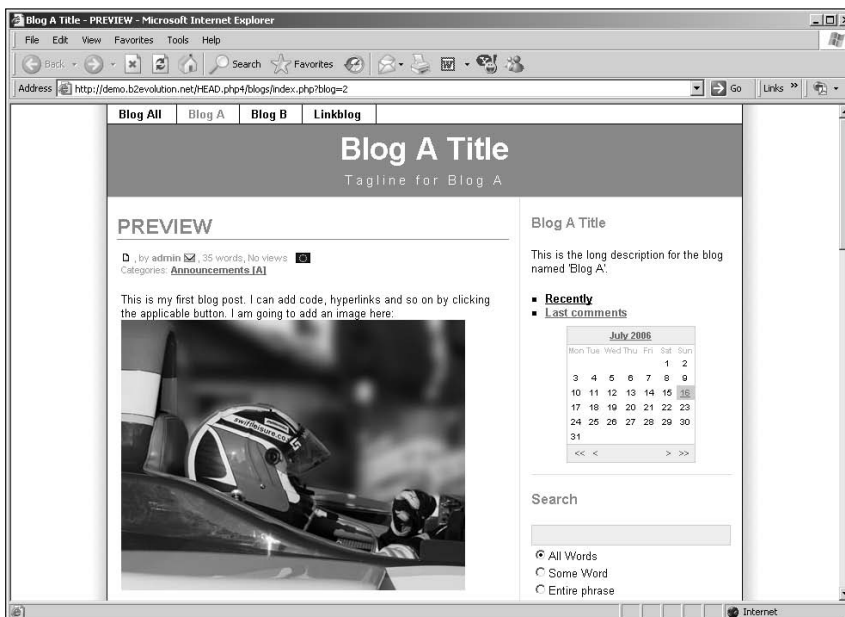 Blog A Title - PREVIEW - Microsoft Internet Explorer
File Edit View Favorites Tools Help
Back Search Favorites
Address http://demo.b2evolution.net/HEAD.php4/blogs/index.php?blog=2 Go Links »
Blog All Blog A Blog B Linkblog
Blog A Title
Tagline for Blog A
PREVIEW
, by admin , 35 words, No views
Categories: Announcements [A]
This is my first blog post. I can add code, hyperlinks and so on by clicking
the applicable button. I am going to add an image here:
swiftleisure.co
Blog A Title
This is the long description for the blog
named 'Blog A'.
Recently
Last comments
July 2006
Mon Tue Wed Thu Fri Sat Sun
1 2
3 4 5 6 7 8 9
10 11 12 13 14 15 16
17 18 19 20 21 22 23
24 25 26 27 28 29 30
31
<< < > >>
Search
All Words
Some Word
Entire phrase
Internet